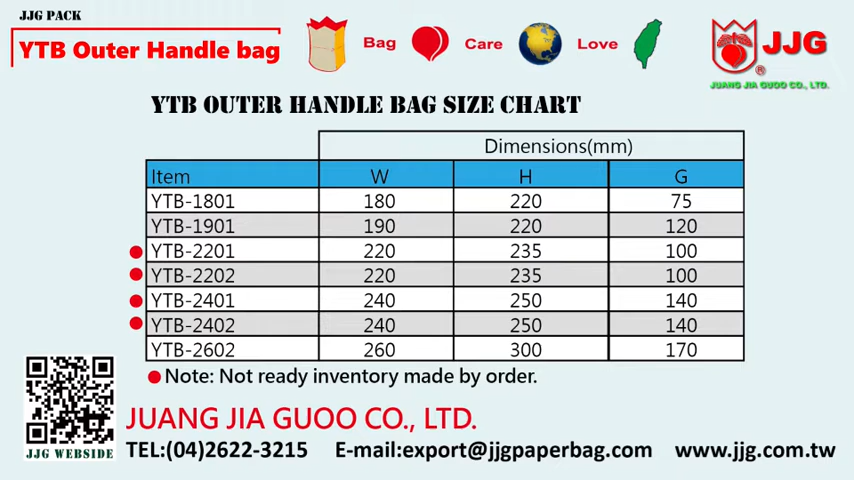 JJG PACK
YTB Outer Handle bag
Bag Care Love
JJG
®
JUANG JIA GUOO CO., LTD.
YTB OUTER HANDLE BAG SIZE CHART
Dimensions(mm)
Item W H G
YTB-1801 180 220 75
YTB-1901 190 220 120
YTB-2201 220 235 100
YTB-2202 220 235 100
YTB-2401 240 250 140
YTB-2402 240 250 140
YTB-2602 260 300 170
Note: Not ready inventory made by order.
JUANG JIA GUOO CO., LTD.
JJG WEBSIDE
TEL:(04)2622-3215 E-mail:export@jjgpaperbag.com www.jjg.com.tw